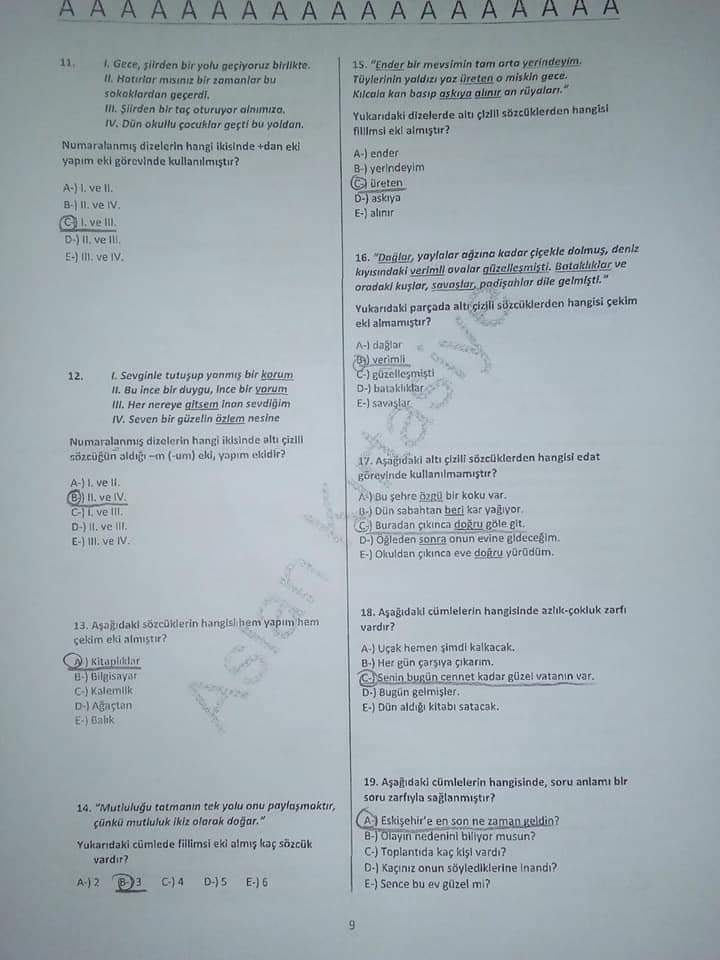 A A A A A A A A A A A A A A A A A A A
11. I. Gece, şiirden bir yolu geçiyoruz birlikte.
II. Hatırlar mısınız bir zamanlar bu
sokaklardan geçerdi.
III. Şiirden bir taç oturuyor alnımıza.
IV. Dün okullu çocuklar geçti bu yoldan.
Numaralanmış dizelerin hangi ikisinde +dan eki
yapım eki görevinde kullanılmıştır?
A-) I. ve II.
B-) II. ve IV.
C-) I. ve III.
D-) II. ve III.
E-) III. ve IV.
12. I. Sevginle tutuşup yanmış bir korum
II. Bu ince bir duygu, ince bir yorum
III. Her nereye gitsem inan sevdiğim
IV. Seven bir güzelin özlem nesine
Numaralanmış dizelerin hangi ikisinde altı çizili
sözcüğün aldığı –m (-um) eki, yapım ekidir?
A-) I. ve II.
B-) II. ve IV.
C-) I. ve III.
D-) II. ve III.
E-) III. ve IV.
13. Aşağıdaki sözcüklerin hangisi hem yapım hem
çekim eki almıştır?
A-) Kitaplıklar
B-) Bilgisayar
C-) Kalemlik
D-) Ağaçtan
E-) Balık
14. "Mutluluğu tatmanın tek yolu onu paylaşmaktır,
çünkü mutluluk ikiz olarak doğar."
Yukarıdaki cümlede fiilimsi eki almış kaç sözcük
vardır?
A-) 2 B-) 3 C-) 4 D-) 5 E-) 6
15. "Ender bir mevsimin tam orta yerindeyim.
Tüylerinin yaldızı yaz üreten o miskin gece.
Kılcala kan basıp askıya alınır an rüyaları."
Yukarıdaki dizelerde altı çizili sözcüklerden hangisi
fiilimsi eki almıştır?
A-) ender
B-) yerindeyim
C-) üreten
D-) askıya
E-) alınır
16. "Dağlar, yaylalar ağzına kadar çiçekle dolmuş, deniz
kıyısındaki verimli ovalar güzelleşmişti. Bataklıklar ve
oradaki kuşlar, savaşlar, padişahlar dile gelmişti."
Yukarıdaki parçada altı çizili sözcüklerden hangisi çekim
eki almamıştır?
A-) dağlar
B-) verimli
C-) güzelleşmişti
D-) bataklıklar
E-) savaşlar
17. Aşağıdaki altı çizili sözcüklerden hangisi edat
görevinde kullanılmamıştır?
A-) Bu şehre özgü bir koku var.
B-) Dün sabahtan beri kar yağıyor.
C-) Buradan çıkınca doğru göle git.
D-) Öğleden sonra onun evine gideceğim.
E-) Okuldan çıkınca eve doğru yürüdüm.
18. Aşağıdaki cümlelerin hangisinde azlık-çokluk zarfı
vardır?
A-) Uçak hemen şimdi kalkacak.
B-) Her gün çarşıya çıkarım.
C-) Senin bugün cennet kadar güzel vatanın var.
D-) Bugün gelmişler.
E-) Dün aldığı kitabı satacak.
19. Aşağıdaki cümlelerin hangisinde, soru anlamı bir
soru zarfıyla sağlanmıştır?
A-) Eskişehir'e en son ne zaman geldin?
B-) Olayın nedenini biliyor musun?
C-) Toplantıda kaç kişi vardı?
D-) Kaçınız onun söylediklerine inandı?
E-) Sence bu ev güzel mi?
Aslan Kırtasiye
9